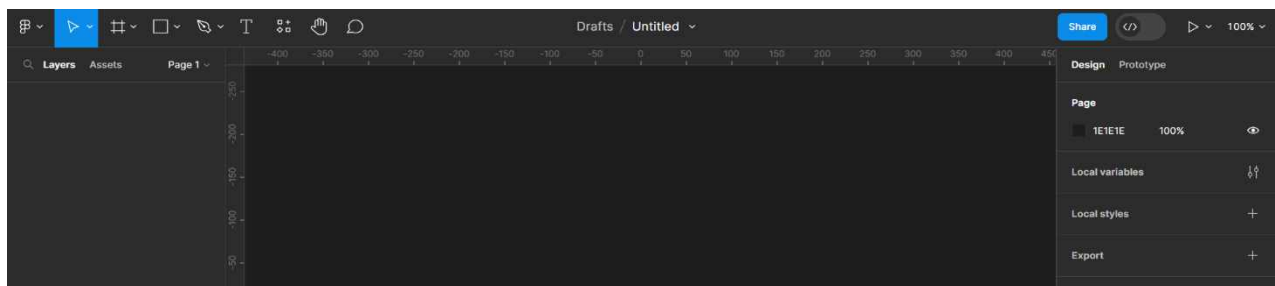 Drafts / Untitled
Share
100%
Layers Assets Page 1
-400 -350 -300 -250 -200 -150 -100 -50 0 50 100 150 200 250 300 350 400 450
-250
-200
-150
-100
-50
Design Prototype
Page
1E1E1E 100%
Local variables
Local styles
Export